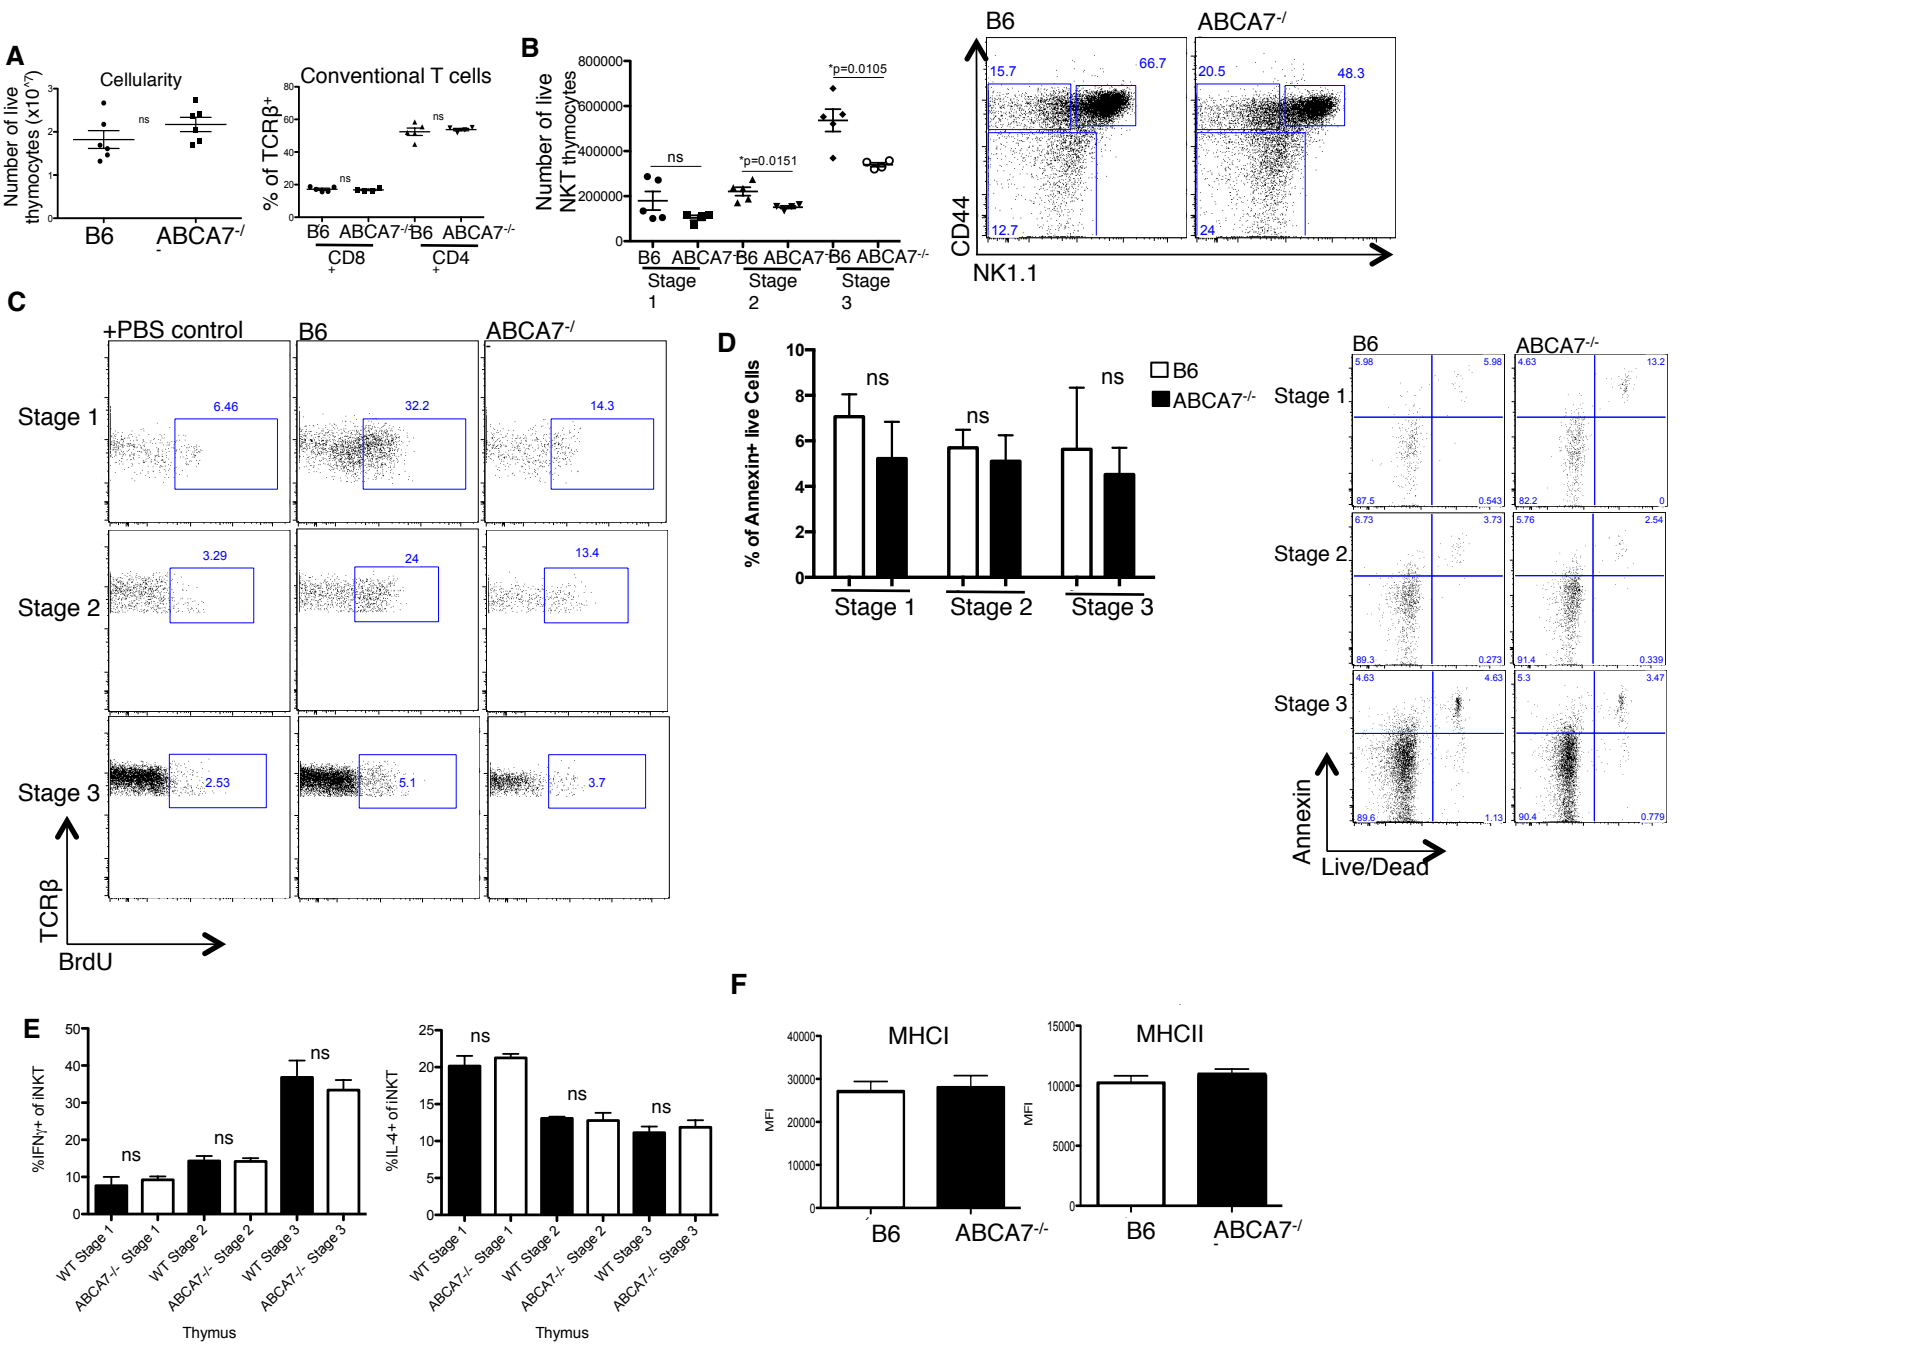 A
Cellularity
Number of live
thymocytes (x10^7)
3
2
1
0
ns
B6
ABCA7-/
-
Conventional T cells
% of TCRβ+
80
60
40
20
0
ns
ns
B6 ABCA7-/-
B6 ABCA7-/-
CD8
+
CD4
+
B
Number of live
NKT thymocytes
800000
600000
400000
200000
0
ns
*p=0.0151
*p=0.0105
B6 ABCA7-/-
B6 ABCA7-/-
B6 ABCA7-/-
Stage
1
Stage
2
Stage
3
B6
ABCA7-/
15.7
66.7
12.7
20.5
48.3
24
CD44
NK1.1
C
+PBS control
B6
ABCA7-/
-
Stage 1
6.46
32.2
14.3
Stage 2
3.29
24
13.4
Stage 3
2.53
5.1
3.7
TCRβ
BrdU
D
% of Annexin+ live Cells
10
8
6
4
2
0
ns
ns
ns
B6
ABCA7-/-
Stage 1
Stage 2
Stage 3
B6
ABCA7-/-
Stage 1
5.98
5.98
87.5
0.543
4.63
13.2
82.2
0
Stage 2
6.73
3.73
89.3
0.273
5.76
2.54
91.4
0.339
Stage 3
4.63
4.63
89.6
1.13
5.3
3.47
90.4
0.779
Annexin
Live/Dead
E
%IFNγ+ of iNKT
50
40
30
20
10
0
ns
ns
ns
WT Stage 1
ABCA7-/- Stage 1
WT Stage 2
ABCA7-/- Stage 2
WT Stage 3
ABCA7-/- Stage 3
Thymus
%IL-4+ of iNKT
25
20
15
10
5
0
ns
ns
ns
WT Stage 1
ABCA7-/- Stage 1
WT Stage 2
ABCA7-/- Stage 2
WT Stage 3
ABCA7-/- Stage 3
Thymus
F
MHCI
MFI
40000
30000
20000
10000
0
B6
ABCA7-/-
MHCII
MFI
15000
10000
5000
0
B6
ABCA7-/
-